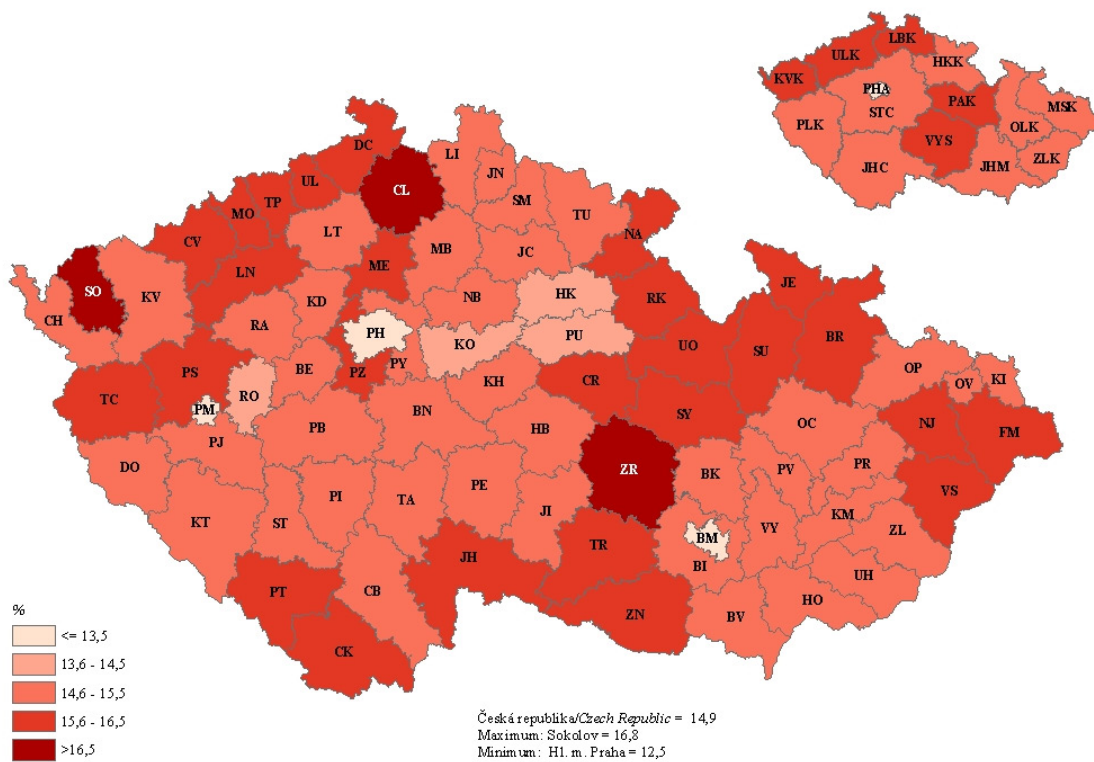 LBK
ULK
HKK
KVK
PHA
PAK
MSK
STC
PLK
OLK
VYS
ZLK
JHC
JHM
DC
LI
JN
UL
CL
TP
SM
MO
TU
LT
NA
CV
MB
JC
ME
LN
JE
SO
KV
KD
NB
HK
RK
CH
RA
BR
PH
PU
KO
UO
SU
PS
BE
PZ
PY
OP
OV
KI
TC
RO
KH
CR
PM
BN
SY
OC
NJ
FM
PB
HB
PJ
DO
ZR
BK
PV
PR
PI
TA
PE
VS
KT
ST
JI
VY
KM
ZL
TR
BM
JH
BI
UH
PT
CB
HO
ZN
BV
CK
%
<= 13,5
13,6 - 14,5
14,6 - 15,5
15,6 - 16,5
>16,5
Česká republika/Czech Republic = 14,9
Maximum: Sokolov = 16,8
Minimum: Hl. m. Praha = 12,5